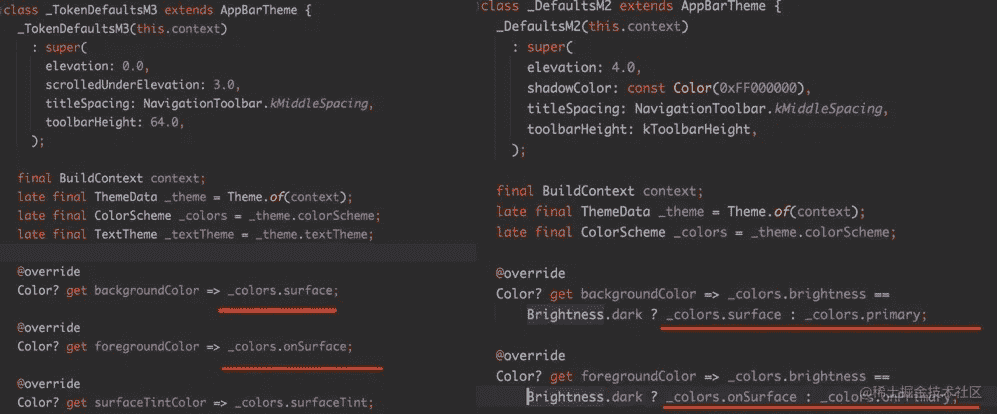 class _TokenDefaultsM3 extends AppBarTheme {
_TokenDefaultsM3(this.context)
: super(
elevation: 0.0,
scrolledUnderElevation: 3.0,
titleSpacing: NavigationToolbar.kMiddleSpacing,
toolbarHeight: 64.0,
);
final BuildContext context;
late final ThemeData _theme = Theme.of(context);
late final ColorScheme _colors = _theme.colorScheme;
late final TextTheme _textTheme = _theme.textTheme;
@override
Color? get backgroundColor => _colors.surface;
@override
Color? get foregroundColor => _colors.onSurface;
@override
Color? get surfaceTintColor => _colors.surfaceTint;
class _DefaultsM2 extends AppBarTheme {
_DefaultsM2(this.context)
: super(
elevation: 4.0,
shadowColor: const Color(0xFF000000),
titleSpacing: NavigationToolbar.kMiddleSpacing,
toolbarHeight: kToolbarHeight,
);
final BuildContext context;
late final ThemeData _theme = Theme.of(context);
late final ColorScheme _colors = _theme.colorScheme;
@override
Color? get backgroundColor => _colors.brightness ==
Brightness.dark ? _colors.surface : _colors.primary;
@override
Color? get foregroundColor => _colors.brightness ==
Brightness.dark ? _colors.onSurface : _colors.onPrimary;
@稀土掘金技术社区